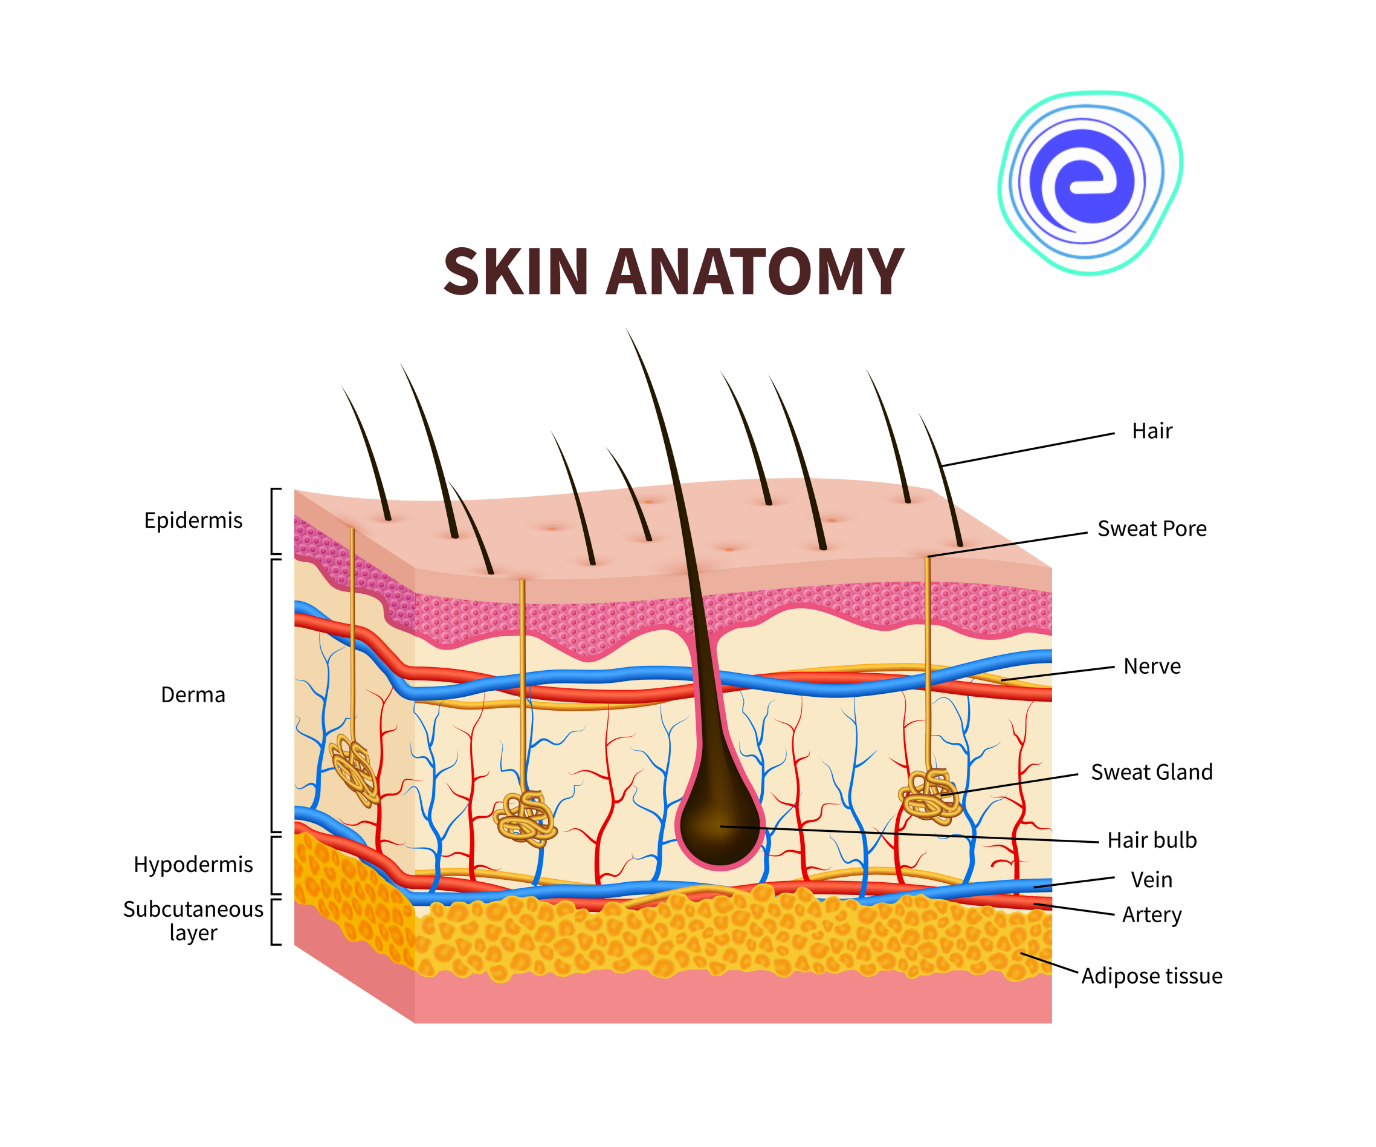 SKIN ANATOMY
Epidermis
Derma
Hypodermis
Subcutaneous
layer
Hair
Sweat Pore
Nerve
Sweat Gland
Hair bulb
Vein
Artery
Adipose tissue